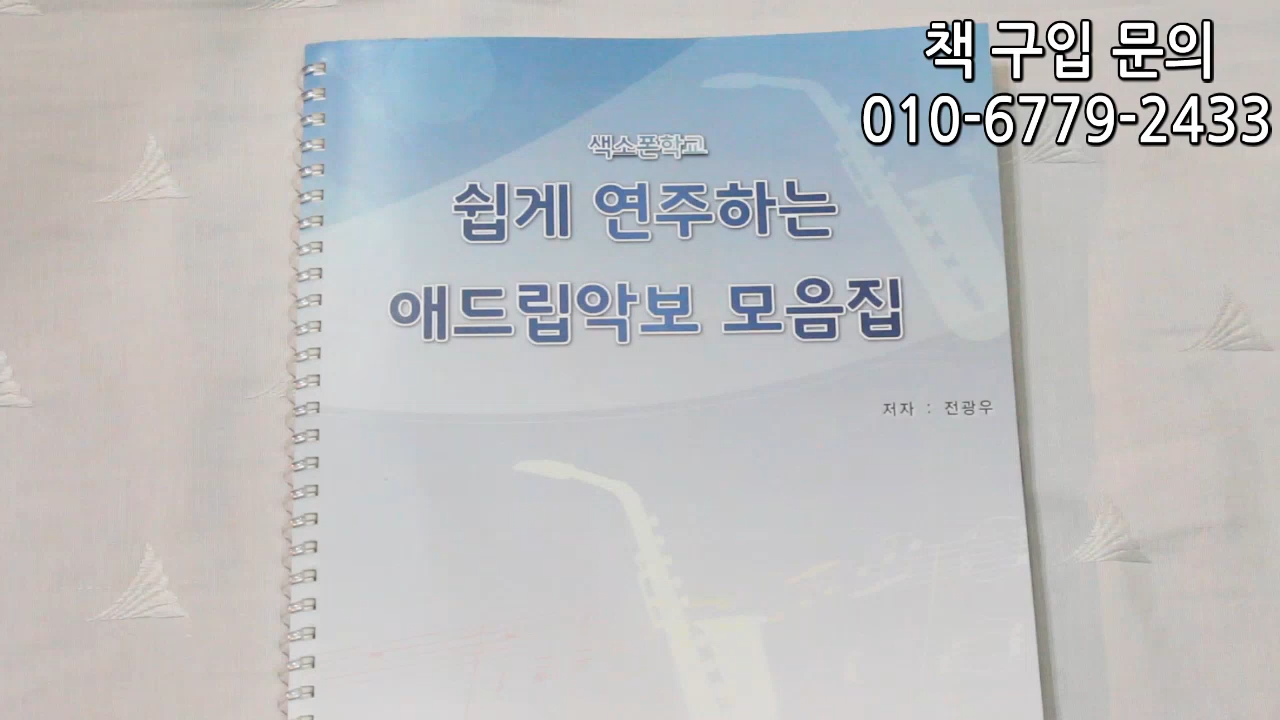 책 구입 문의
010-6779-2433
색소폰학교
쉽게 연주하는
애드립악보 모음집
저자 : 전광우